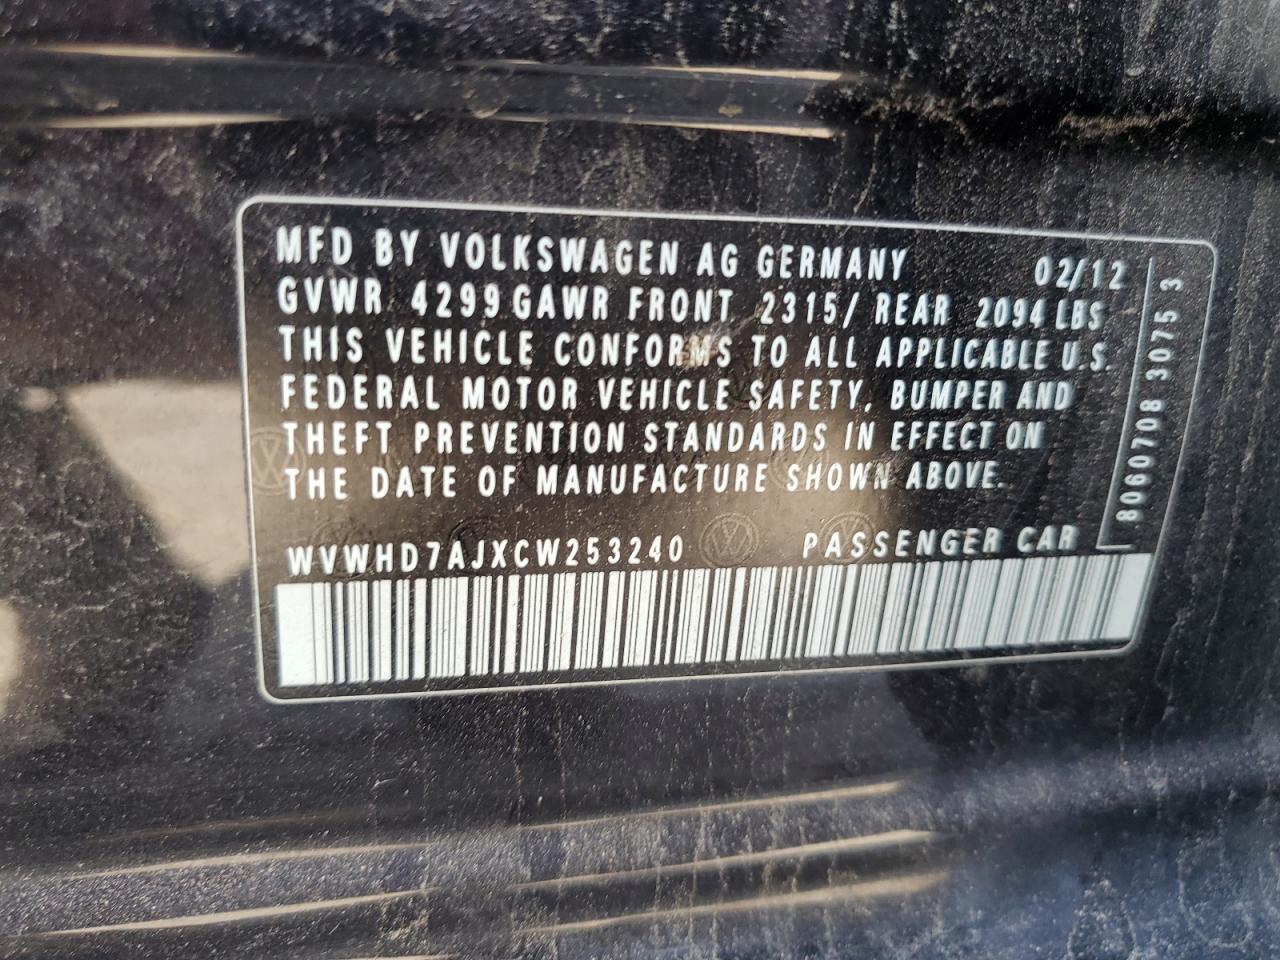 MFD BY VOLKSWAGEN AG GERMANY 02/12
GVWR 4299 GAWR FRONT 2315/ REAR 2094 LBS
THIS VEHICLE CONFORMS TO ALL APPLICABLE U.S.
FEDERAL MOTOR VEHICLE SAFETY, BUMPER AND
THEFT PREVENTION STANDARDS IN EFFECT ON
THE DATE OF MANUFACTURE SHOWN ABOVE.
WVWHD7AJXCW253240 PASSENGER CAR
8060708 3075 3